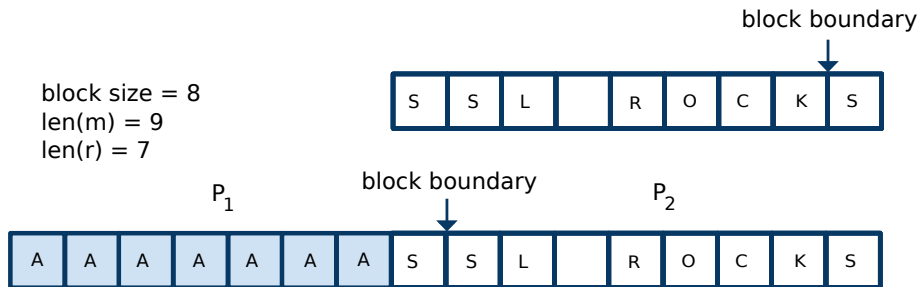 block boundary
S S L R O C K S
block size = 8
len(m) = 9
len(r) = 7
P1
block boundary
P2
A A A A A A A S S L R O C K S